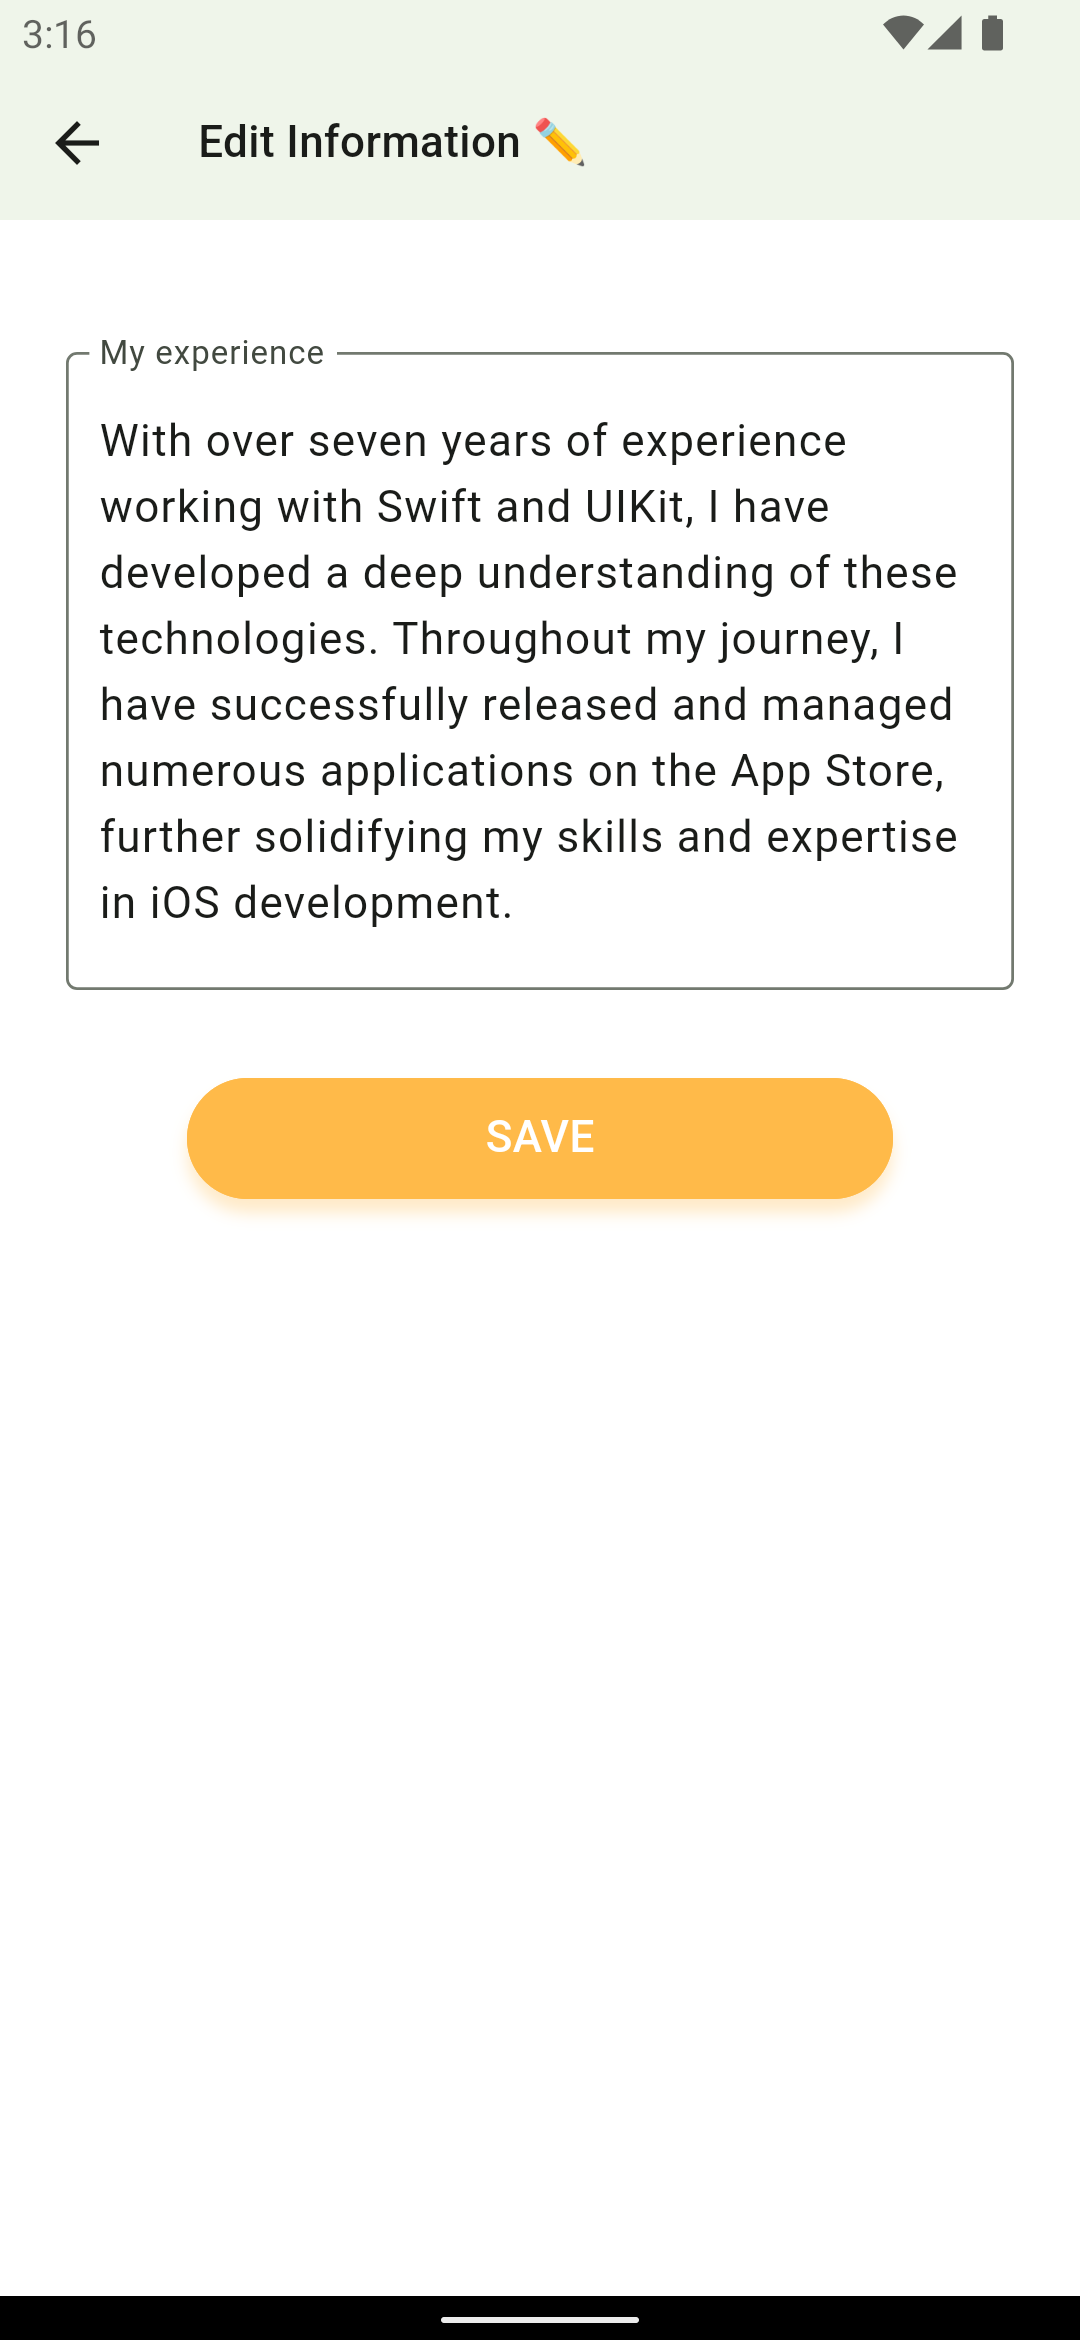 3:16
Edit Information ✏️
My experience
With over seven years of experience
working with Swift and UIKit, I have
developed a deep understanding of these
technologies. Throughout my journey, I
have successfully released and managed
numerous applications on the App Store,
further solidifying my skills and expertise
in iOS development.
SAVE